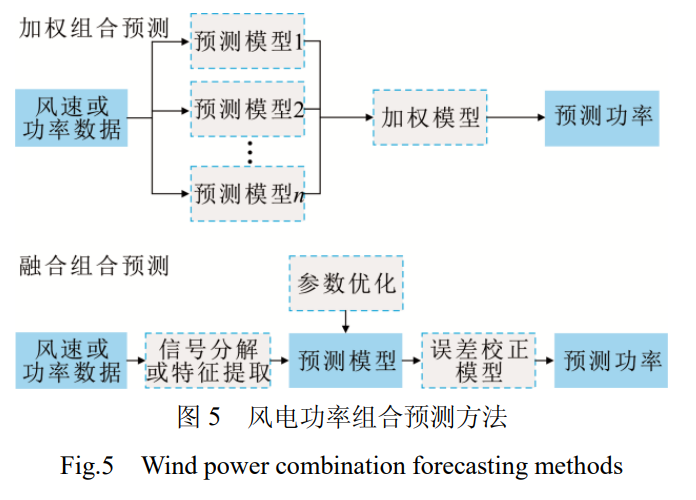 加权组合预测
预测模型1
风速或
功率数据
预测模型2
预测模型n
加权模型
预测功率
融合组合预测
参数优化
风速或
功率数据
信号分解
或特征提取
预测模型
误差校正
模型
预测功率
图 5 风电功率组合预测方法
Fig.5 Wind power combination forecasting methods